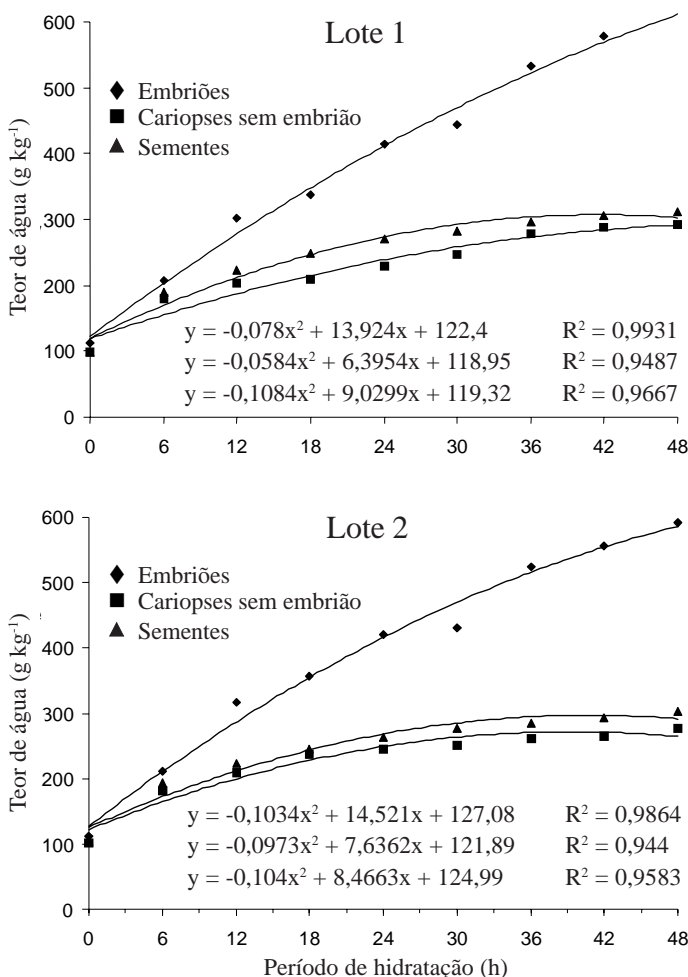 Lote 1
600
500
400
300
200
100
0
Teor de água (g kg⁻¹)
Embriões
Cariopses sem embrião
Sementes
y = -0,078x² + 13,924x + 122,4 R² = 0,9931
y = -0,0584x² + 6,3954x + 118,95 R² = 0,9487
y = -0,1084x² + 9,0299x + 119,32 R² = 0,9667
0 6 12 18 24 30 36 42 48
Lote 2
600
500
400
300
200
100
0
Teor de água (g kg⁻¹)
Embriões
Cariopses sem embrião
Sementes
y = -0,1034x² + 14,521x + 127,08 R² = 0,9864
y = -0,0973x² + 7,6362x + 121,89 R² = 0,944
y = -0,104x² + 8,4663x + 124,99 R² = 0,9583
0 6 12 18 24 30 36 42 48
Período de hidratação (h)